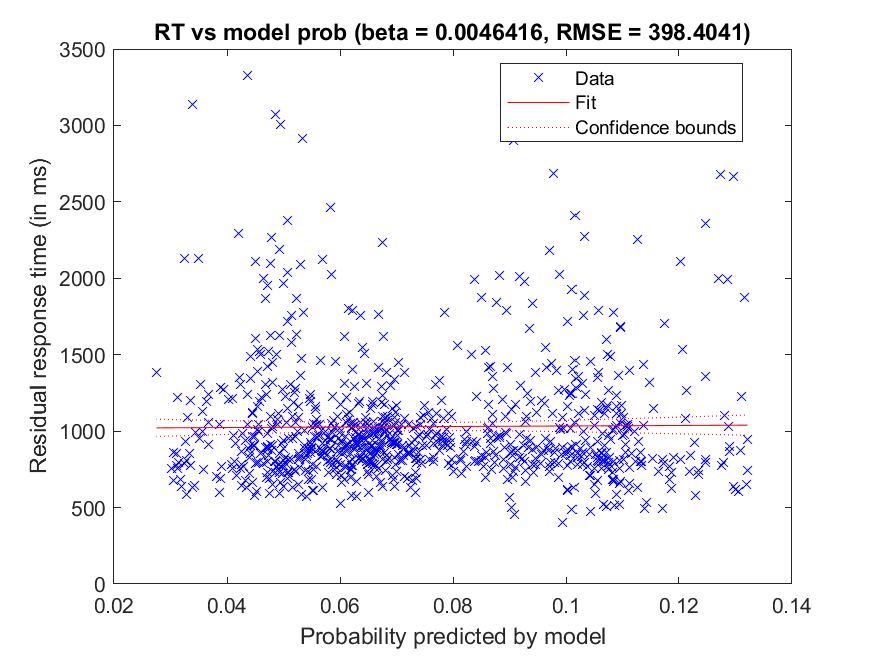 RT vs model prob (beta = 0.0046416, RMSE = 398.4041)
3500
3000
2500
2000
1500
1000
500
0
Residual response time (in ms)
Data
Fit
Confidence bounds
0.02 0.04 0.06 0.08 0.1 0.12 0.14
Probability predicted by model